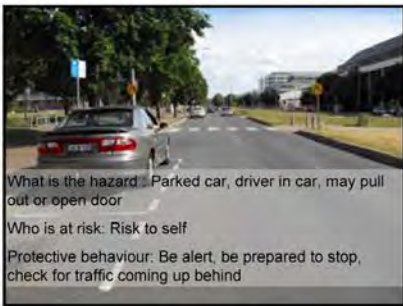 What is the hazard : Parked car, driver in car, may pull
out or open door
Who is at risk: Risk to self
Protective behaviour: Be alert, be prepared to stop,
check for traffic coming up behind